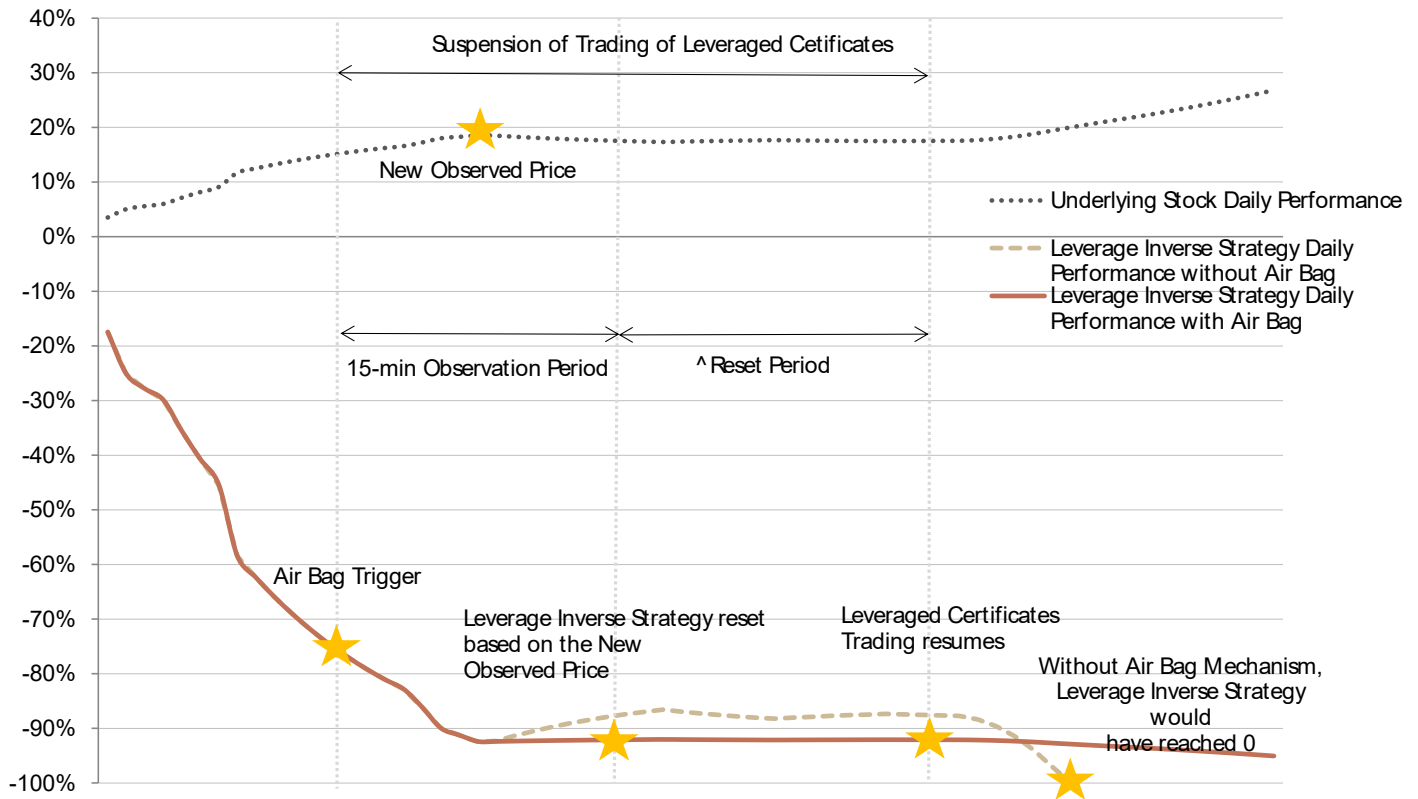 40%
Suspension of Trading of Leveraged Cetificates
30%
20%
New Observed Price
10%
Underlying Stock Daily Performance
0%
Leverage Inverse Strategy Daily
Performance without Air Bag
Leverage Inverse Strategy Daily
Performance with Air Bag
-10%
-20%
15-min Observation Period
^Reset Period
-30%
-40%
-50%
-60%
Air Bag Trigger
-70%
Leverage Inverse Strategy reset
based on the New
Observed Price
Leveraged Certificates
Trading resumes
-80%
Without Air Bag Mechanism,
Leverage Inverse Strategy
would
have reached 0
-90%
-100%